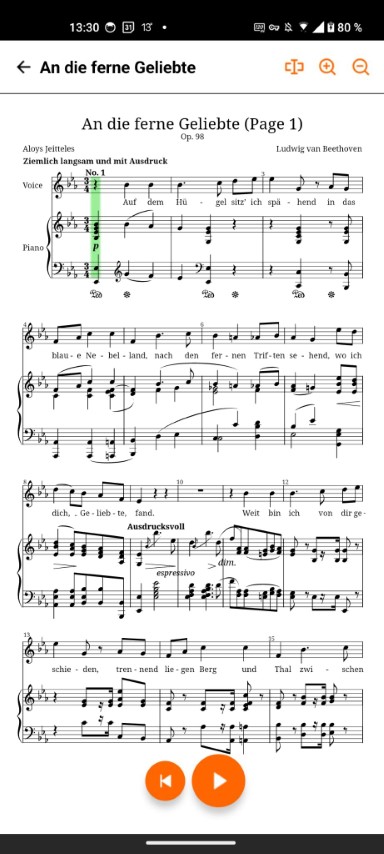 13:30 31 13° 80 %
An die ferne Geliebte
An die ferne Geliebte (Page 1)
Op. 98
Aloys Jeitteles Ludwig van Beethoven
Ziemlich langsam und mit Ausdruck
No. 1
3
Voice
Auf dem Hü - gel sitz' ich spä - hend in das
Piano
p
4 6
blau - e Ne - bel - land, nach den fer - nen Trif - ten se - hend, wo ich
8 10 12
dich, Ge - lieb - te, fand. Weit bin ich von dir ge -
Ausdrucksvoll
dim.
espressivo
13 15
schie - den, tren - nend lie - gen Berg und Thal zwi - schen